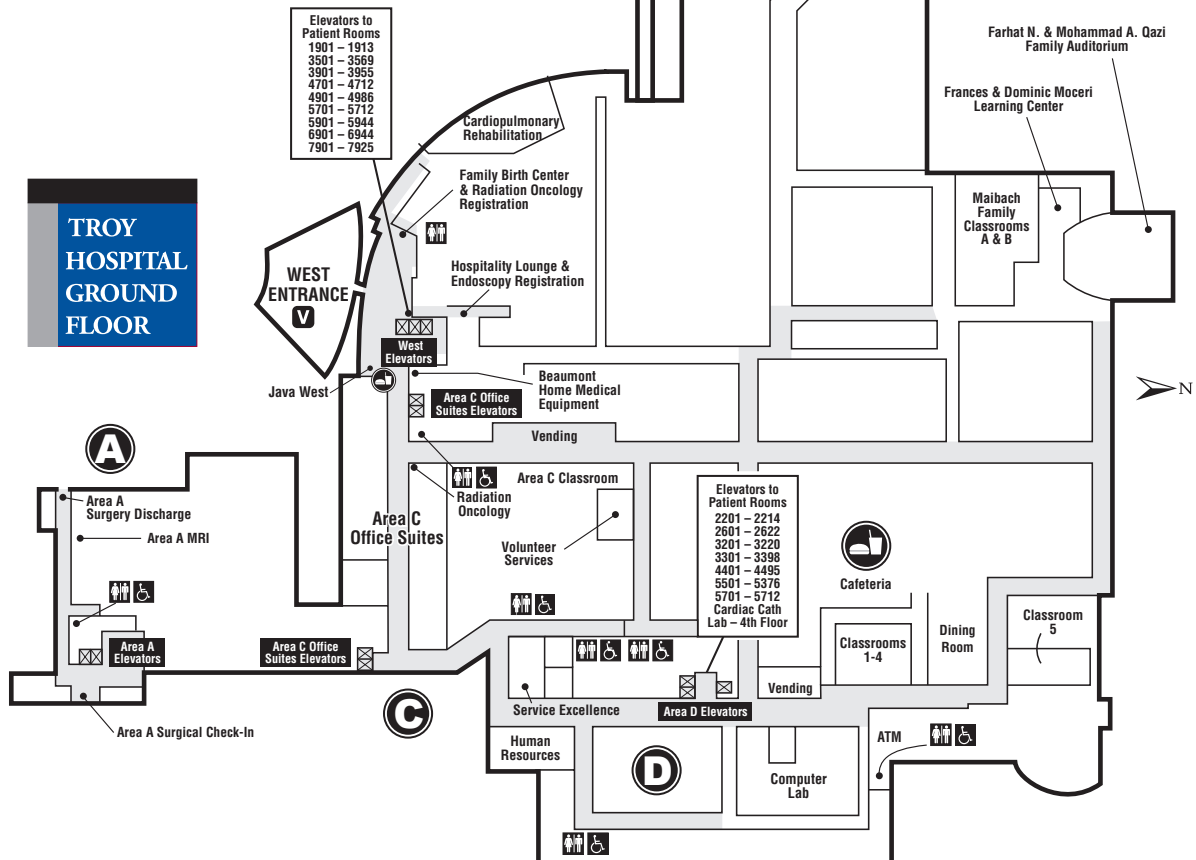 Elevators to
Patient Rooms
1901 – 1913
3501 – 3569
3901 – 3955
4701 – 4712
4901 – 4986
5701 – 5712
5901 – 5944
6901 – 6944
7901 – 7925
Farhat N. & Mohammad A. Qazi
Family Auditorium
Frances & Dominic Moceri
Learning Center
Cardiopulmonary
Rehabilitation
Family Birth Center
& Radiation Oncology
Registration
Maibach
Family
Classrooms
A & B
TROY
HOSPITAL
GROUND
FLOOR
WEST
ENTRANCE
V
Hospitality Lounge &
Endoscopy Registration
West
Elevators
Java West
Beaumont
Home Medical
Equipment
N
Area C Office
Suites Elevators
Vending
A
Area C Classroom
Radiation
Oncology
Area A
Surgery Discharge
Area A MRI
Area C
Office Suites
Volunteer
Services
Elevators to
Patient Rooms
2201 – 2214
2601 – 2622
3201 – 3220
3301 – 3398
4401 – 4495
5501 – 5376
5701 – 5712
Cardiac Cath
Lab – 4th Floor
Cafeteria
Classroom
5
Classrooms
1-4
Dining
Room
Area A
Elevators
Area C Office
Suites Elevators
Vending
Service Excellence
Area D Elevators
C
Area A Surgical Check-In
Human
Resources
D
ATM
Computer
Lab